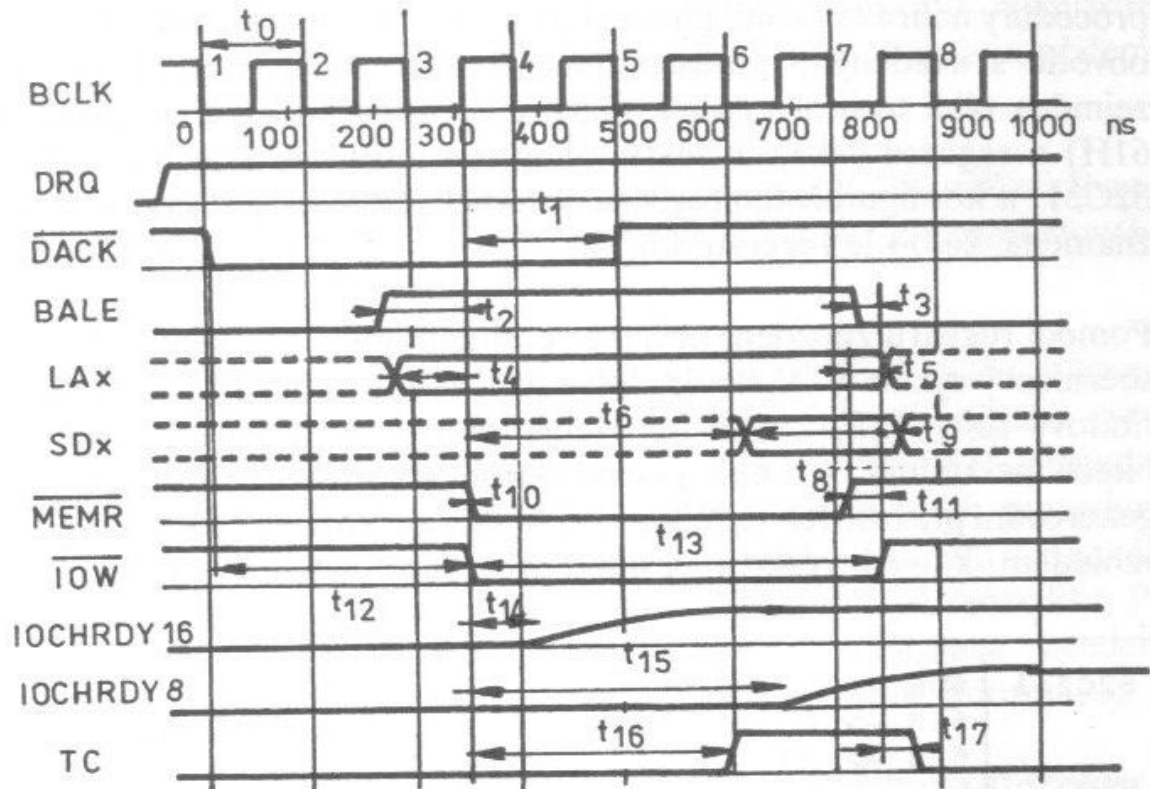 t0
1 2 3 4 5 6 7 8
BCLK
0 100 200 300 400 500 600 700 800 900 1000 ns
DRQ
t1
DACK
BALE t2 t3
LAx t4 t5
t6
SDx t9
t8
MEMR t10 t11
t13
IOW
t12 t14
IOCHRDY 16
t15
IOCHRDY 8
t16 t17
TC